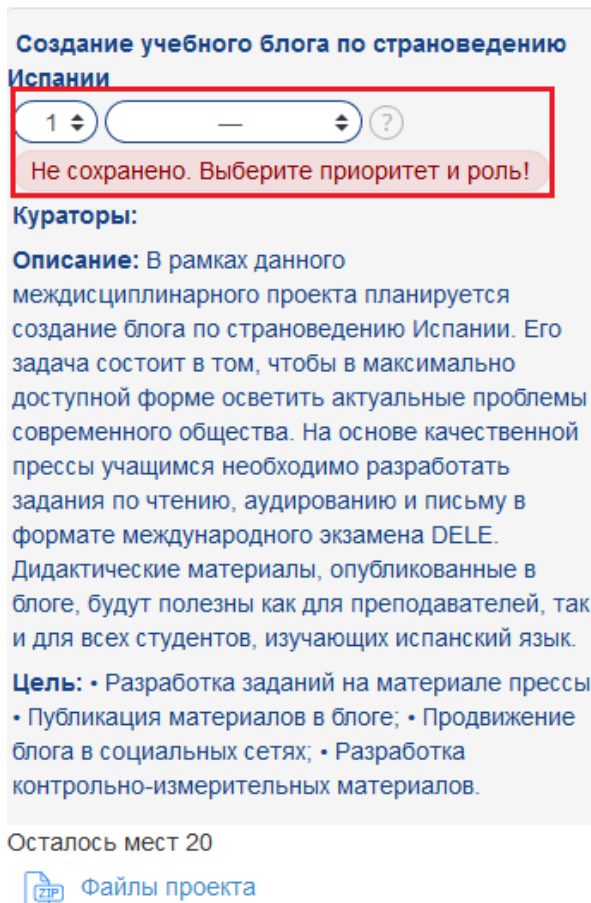 Создание учебного блога по страноведению
Испании
1 —
?
Не сохранено. Выберите приоритет и роль!
Кураторы:
Описание: В рамках данного
междисциплинарного проекта планируется
создание блога по страноведению Испании. Его
задача состоит в том, чтобы в максимально
доступной форме осветить актуальные проблемы
современного общества. На основе качественной
прессы учащимся необходимо разработать
задания по чтению, аудированию и письму в
формате международного экзамена DELE.
Дидактические материалы, опубликованные в
блоге, будут полезны как для преподавателей, так
и для всех студентов, изучающих испанский язык.
Цель: • Разработка заданий на материале прессы
• Публикация материалов в блоге; • Продвижение
блога в социальных сетях; • Разработка
контрольно-измерительных материалов.
Осталось мест 20
ZIP Файлы проекта